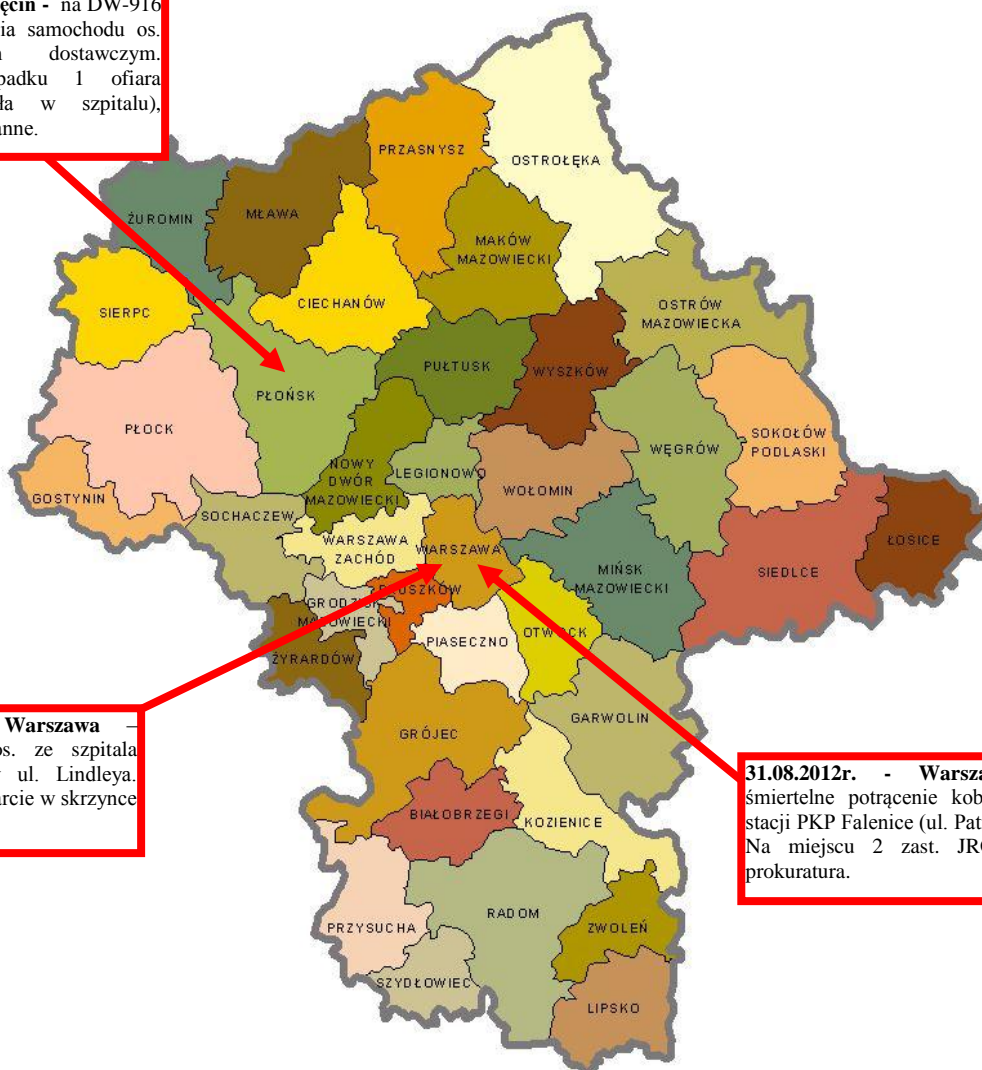 ęcin - na DW-916
nia samochodu os.
dostawczym.
padku 1 ofiara
ła w szpitalu),
anne.
PRZASNYSZ
OSTROŁĘKA
ŻUROMIN
MŁAWA
MAKÓW
MAZOWIECKI
SIERPC
CIECHANÓW
OSTRÓW
MAZOWIECKA
PUŁTUSK
WYSZKÓW
PŁOŃSK
PŁOCK
WĘGRÓW
SOKOŁÓW
PODLASKI
NOWY
DWÓR
MAZOWIECKI
LEGIONOWO
WOŁOMIN
GOSTYNIN
SOCHACZEW
WARSZAWA
ZACHÓD
WARSZAWA
MIŃSK
MAZOWIECKI
SIEDLCE
ŁOSICE
GRODZISK
MAZOWIECKI
PRUSZKÓW
PIASECZNO
OTWOCK
ŻYRARDÓW
GARWOLIN
GRÓJEC
Warszawa –
os. ze szpitala
ul. Lindleya.
arcie w skrzynce
31.08.2012r. - Warsza
śmiertelne potrącenie kob
stacji PKP Falenice (ul. Pat
Na miejscu 2 zast. JRG
prokuratura.
BIAŁOBRZEGI
KOZIENICE
RADOM
PRZYSUCHA
ZWOLEŃ
SZYDŁOWIEC
LIPSKO